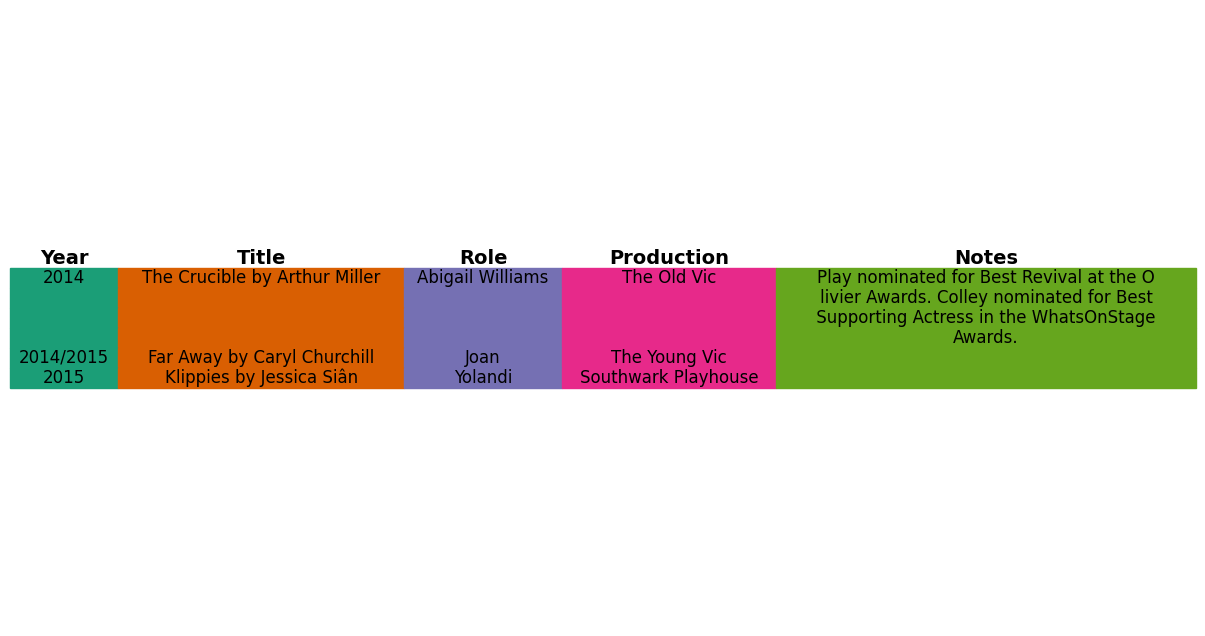 Year Title Role Production Notes
2014 The Crucible by Arthur Miller Abigail Williams The Old Vic Play nominated for Best Revival at the O
livier Awards. Colley nominated for Best
Supporting Actress in the WhatsOnStage
Awards.
2014/2015 Far Away by Caryl Churchill Joan The Young Vic
2015 Klippies by Jessica Siân Yolandi Southwark Playhouse